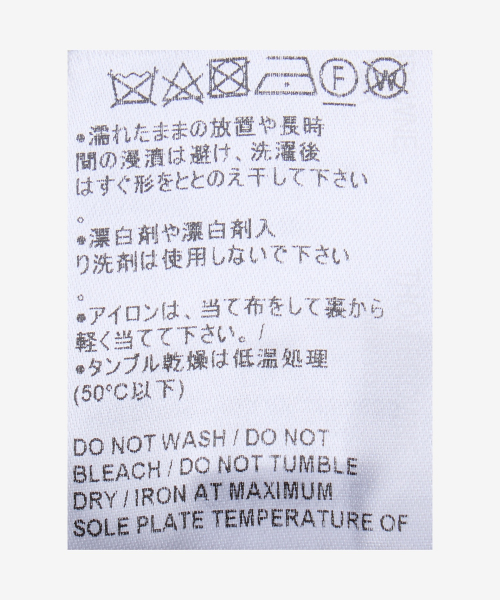 F W
•濡れたままの放置や長時
間の浸漬は避け、洗濯後
はすぐ形をととのえ干して下さい
。
•漂白剤や漂白剤入
り洗剤は使用しないで下さい
。
•アイロンは、当て布をして裏から
軽く当てて下さい。/
•タンブル乾燥は低温処理
(50°C以下)
DO NOT WASH / DO NOT
BLEACH / DO NOT TUMBLE
DRY / IRON AT MAXIMUM
SOLE PLATE TEMPERATURE OF